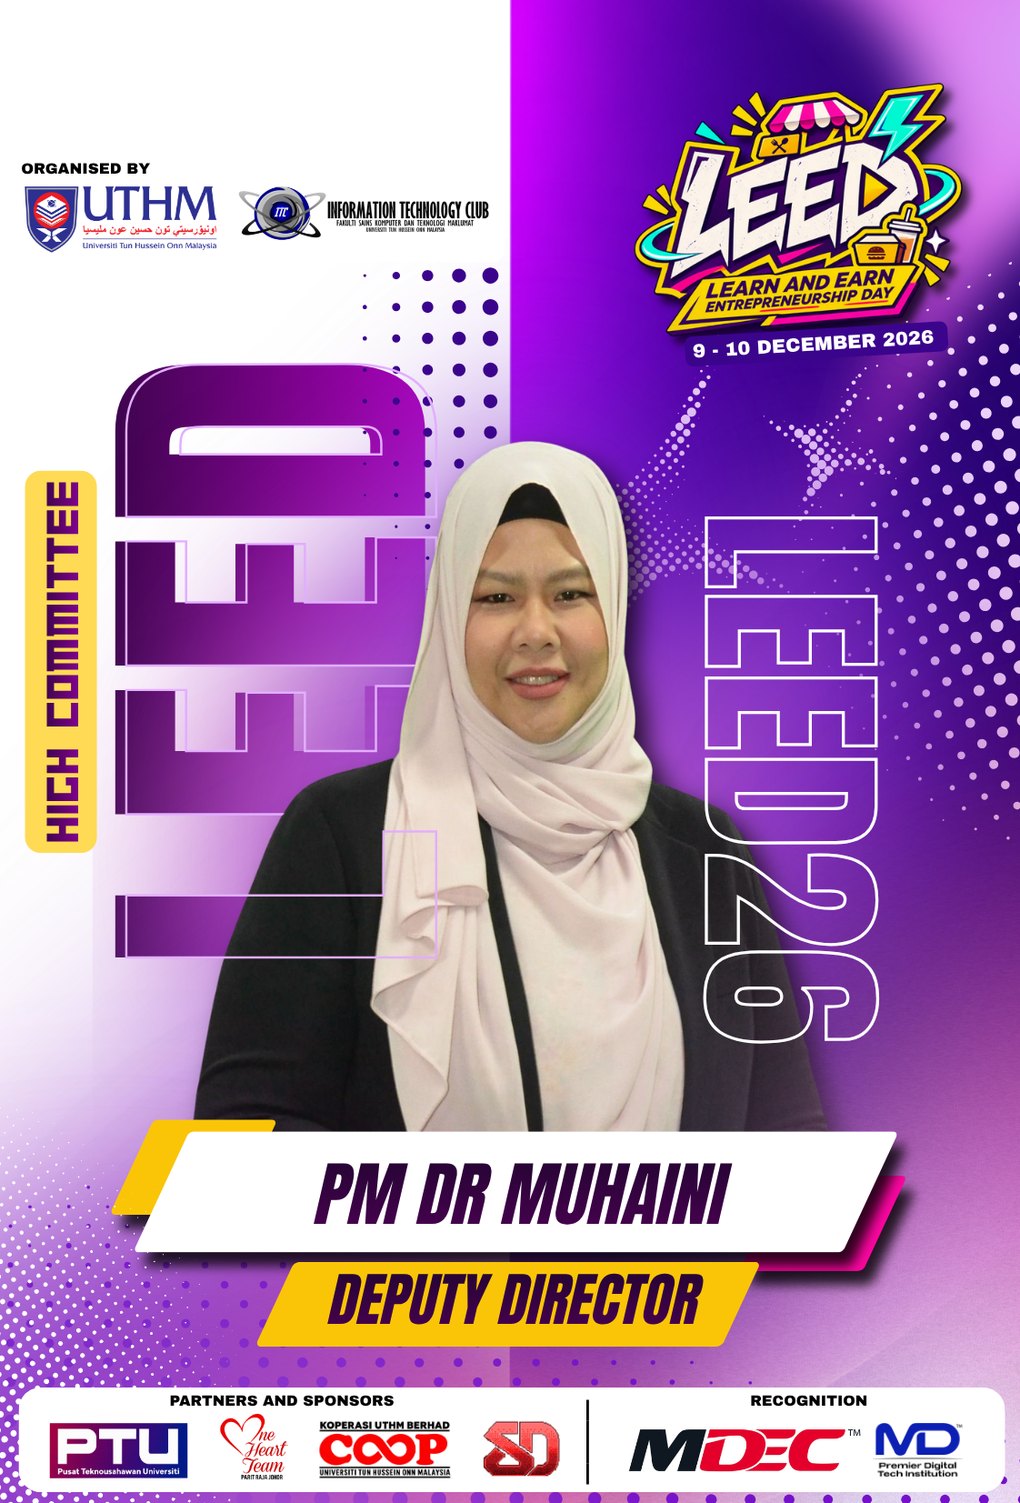 ORGANISED BY
UTHM
اونيۏرسيتي تون حسين عون مليسيا
Universiti Tun Hussein Onn Malaysia
ITC
INFORMATION TECHNOLOGY CLUB
FAKULTI SAINS KOMPUTER DAN TEKNOLOGI MAKLUMAT
UNIVERSITI TUN HUSSEIN ONN MALAYSIA
LEED
LEARN AND EARN
ENTREPRENEURSHIP DAY
9 - 10 DECEMBER 2026
HIGH COMMITTEE
LEED
LEED26
PM DR MUHAINI
DEPUTY DIRECTOR
PARTNERS AND SPONSORS
PTU
Pusat Teknousahawan Universiti
One
Heart
Team
PARIT RAJA JOHOR
KOPERASI UTHM BERHAD
COOP
UNIVERSITI TUN HUSSEIN ONN MALAYSIA
SD
RECOGNITION
MDEC™
MD™
Premier Digital
Tech Institution